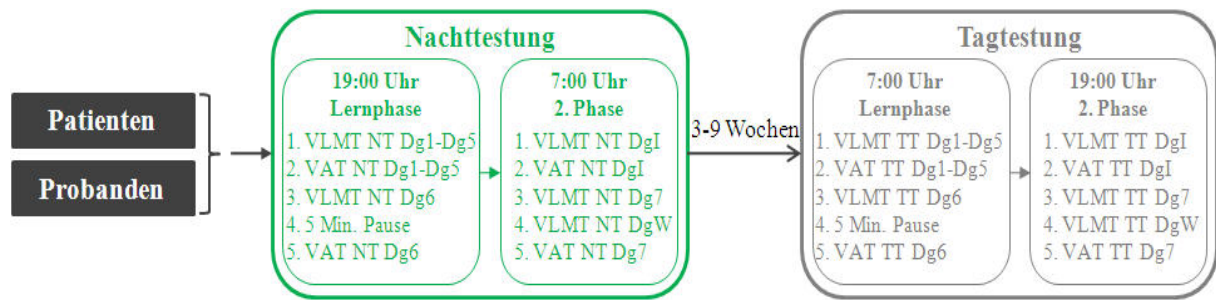 Patienten
Probanden
Nachttestung
19:00 Uhr
Lernphase
1. VLMT NT Dg1-Dg5
2. VAT NT Dg1-Dg5
3. VLMT NT Dg6
4. 5 Min. Pause
5. VAT NT Dg6
7:00 Uhr
2. Phase
1. VLMT NT DgI
2. VAT NT DgI
3. VLMT NT Dg7
4. VLMT NT DgW
5. VAT NT Dg7
3-9 Wochen
Tagtestung
7:00 Uhr
Lernphase
1. VLMT TT Dg1-Dg5
2. VAT TT Dg1-Dg5
3. VLMT TT Dg6
4. 5 Min. Pause
5. VAT TT Dg6
19:00 Uhr
2. Phase
1. VLMT TT DgI
2. VAT TT DgI
3. VLMT TT Dg7
4. VLMT TT DgW
5. VAT TT Dg7